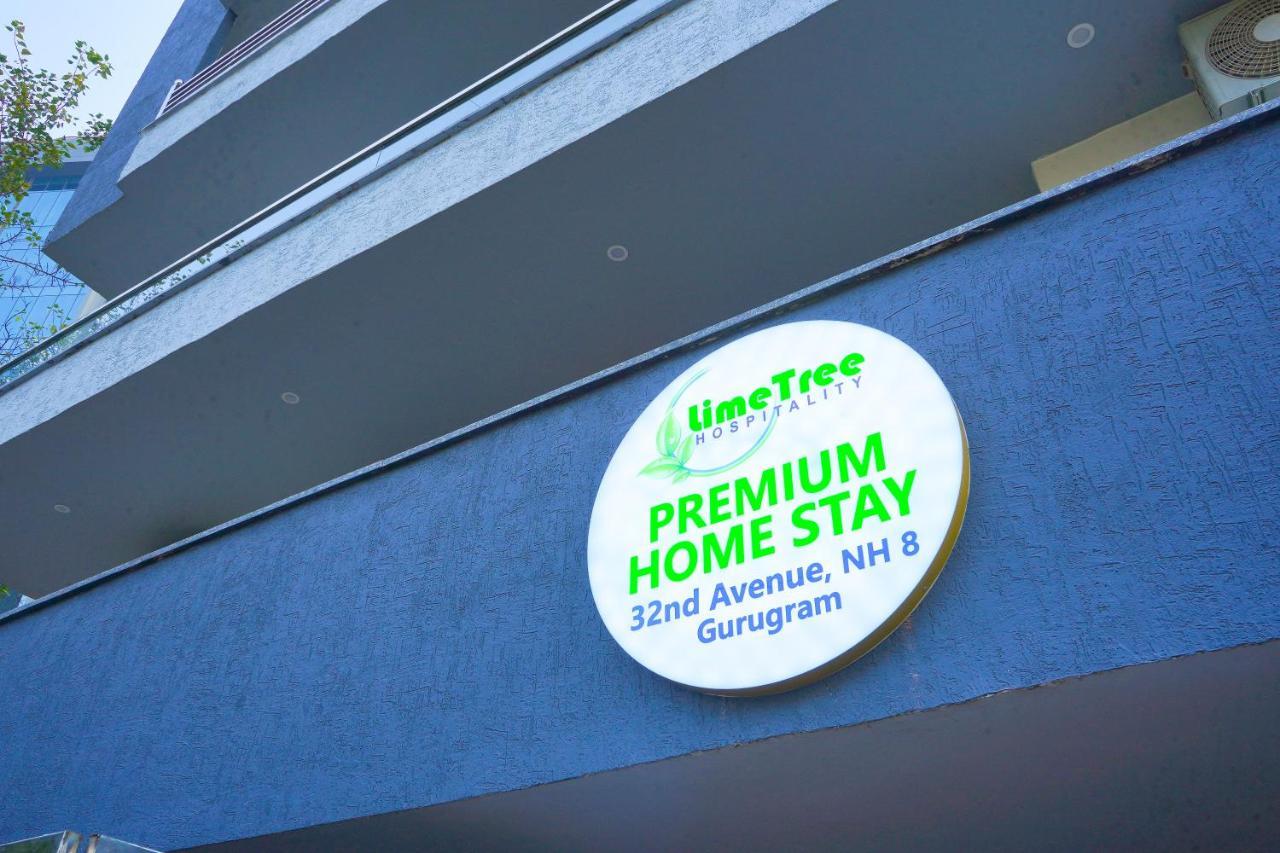 LimeTree
HOSPITALITY
PREMIUM
HOME STAY
32nd Avenue, NH 8
Gurugram